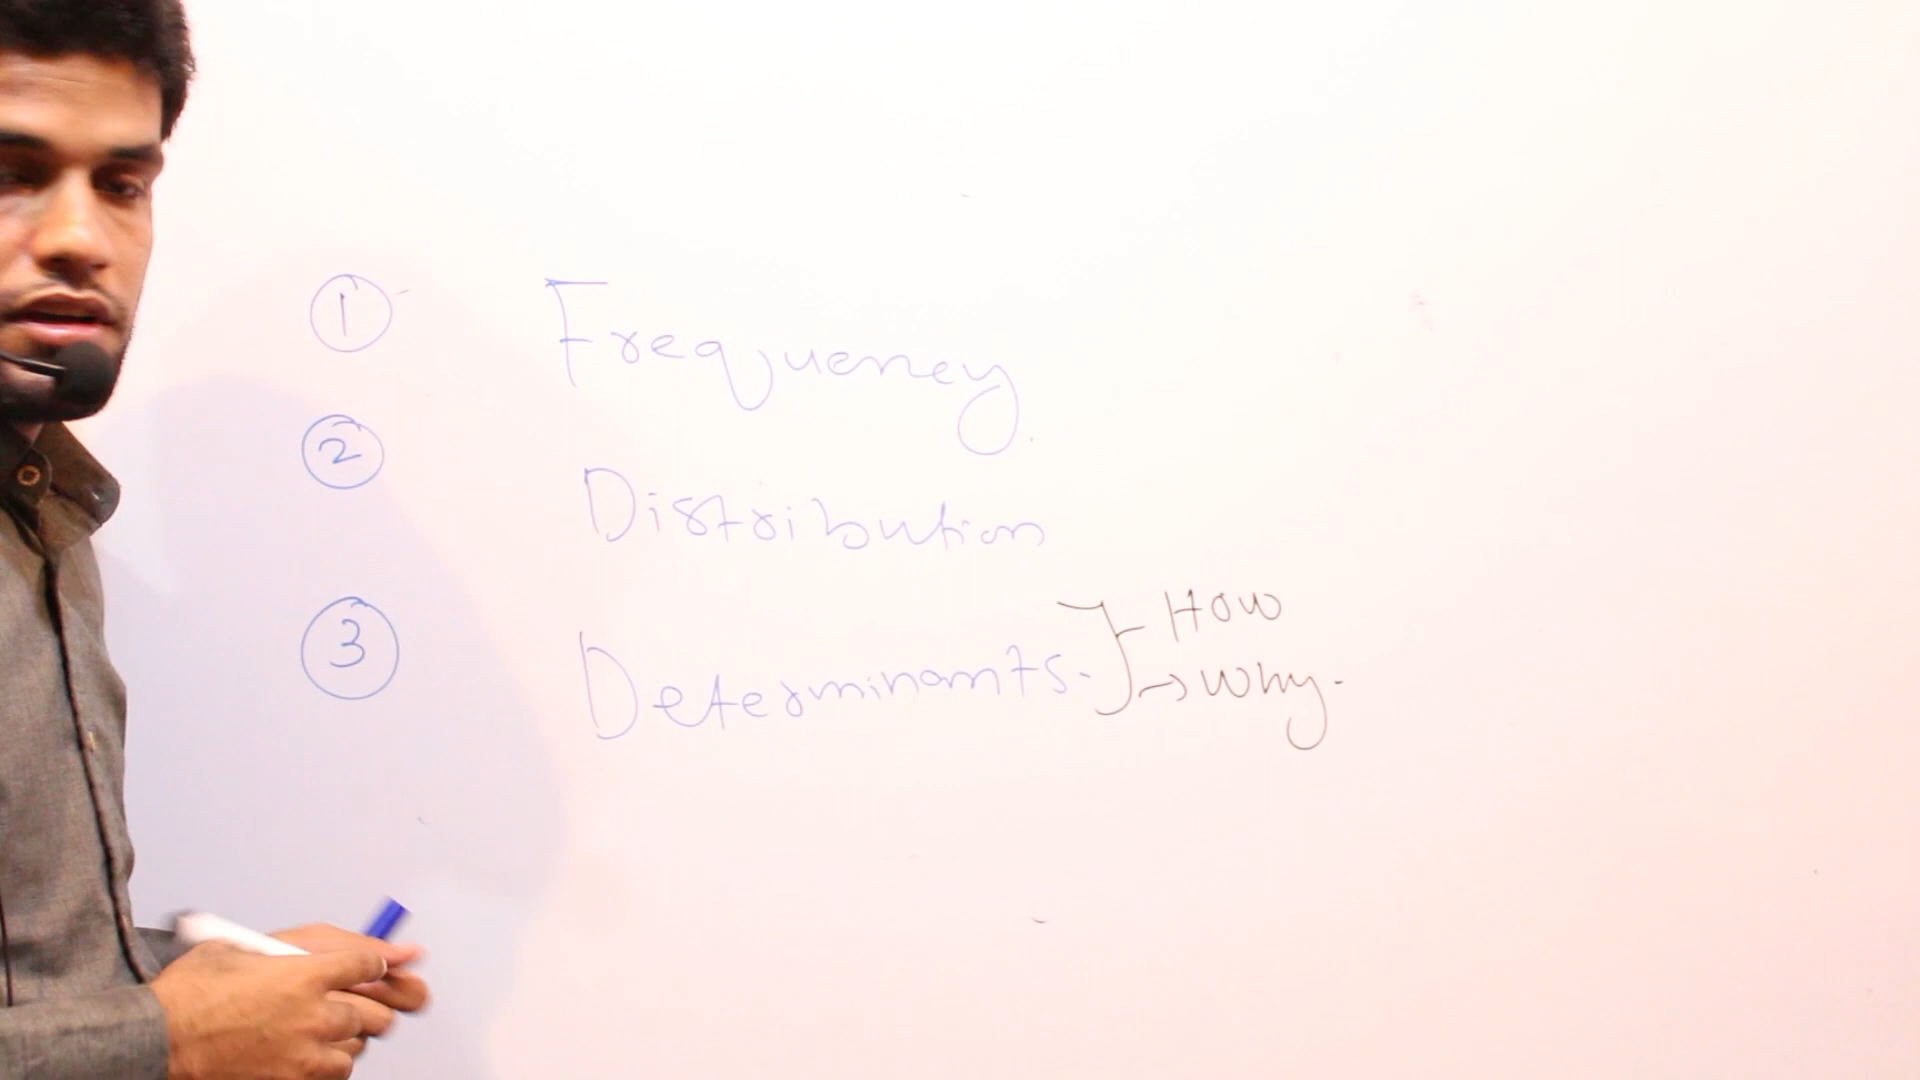 1 Frequency.
2 Distribution
3 Determinants. How
→ Why.